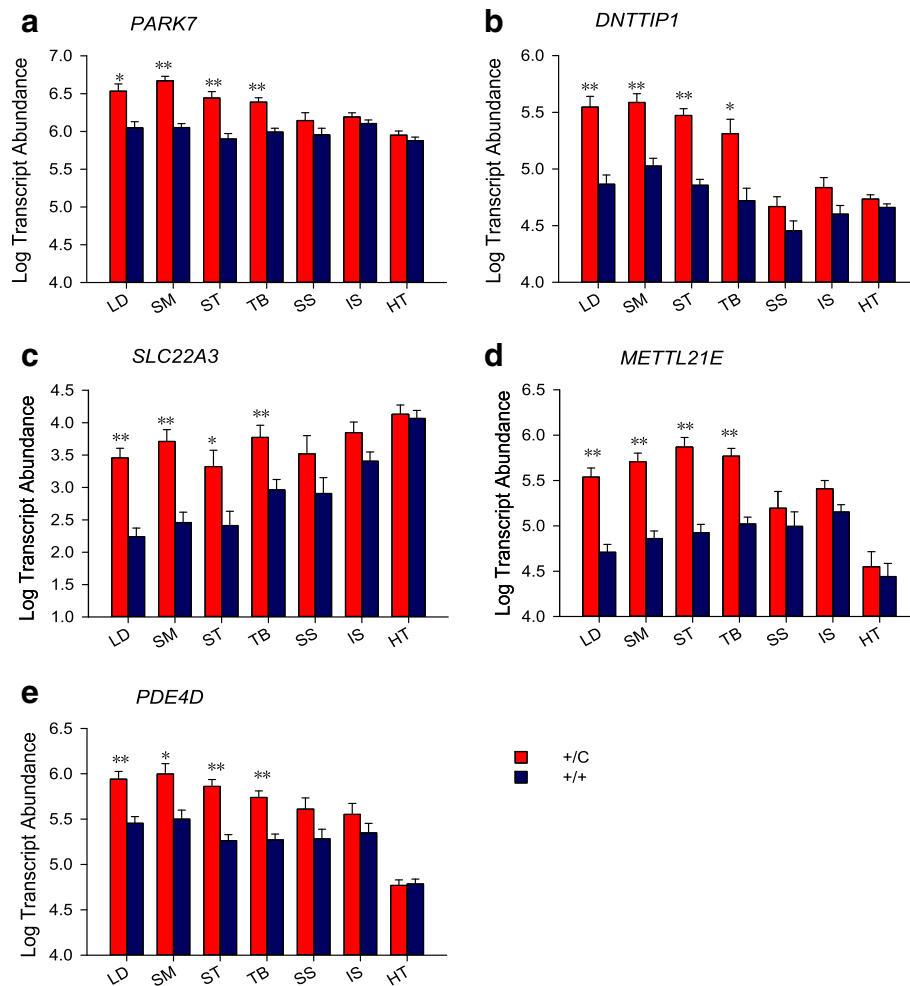 a PARK7
Log Transcript Abundance
7.0
6.5
6.0
5.5
5.0
4.5
4.0
* ** ** **
LD SM ST TB SS IS HT
b DNTTIP1
Log Transcript Abundance
6.0
5.5
5.0
4.5
4.0
** ** ** *
LD SM ST TB SS IS HT
c SLC22A3
Log Transcript Abundance
4.5
4.0
3.5
3.0
2.5
2.0
1.5
1.0
** ** * **
LD SM ST TB SS IS HT
d METTL21E
Log Transcript Abundance
6.5
6.0
5.5
5.0
4.5
4.0
** ** ** **
LD SM ST TB SS IS HT
e PDE4D
Log Transcript Abundance
6.5
6.0
5.5
5.0
4.5
4.0
** * ** **
LD SM ST TB SS IS HT
+/C
+/+